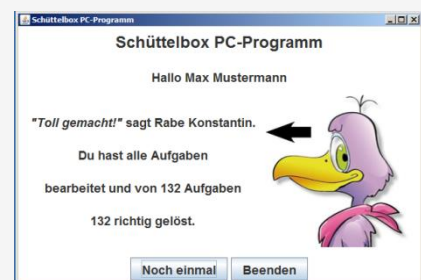 Schüttelbox PC-Programm
Schüttelbox PC-Programm
Hallo Max Mustermann
"Toll gemacht!" sagt Rabe Konstantin.
Du hast alle Aufgaben
bearbeitet und von 132 Aufgaben
132 richtig gelöst.
Noch einmal Beenden